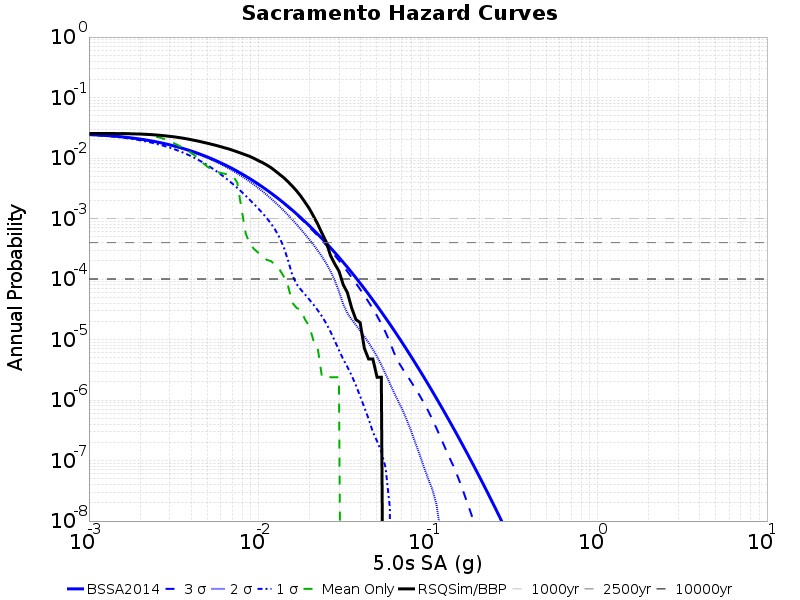 Sacramento Hazard Curves
10^0
10^-1
10^-2
10^-3
10^-4
10^-5
10^-6
10^-7
10^-8
Annual Probability
10^-3 10^-2 10^-1 10^0 10^1
5.0s SA (g)
BSSA2014 3 σ 2 σ 1 σ Mean Only RSQSim/BBP 1000yr 2500yr 10000yr